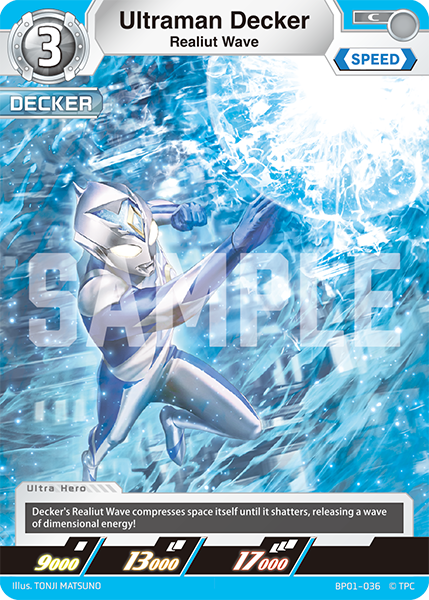 Ultraman Decker
C
3
Realiut Wave
SPEED
DECKER
SAMPLE
Ultra Hero
Decker's Realiut Wave compresses space itself until it shatters, releasing a wave
of dimensional energy!
9000
13000
17000
Illus. TONJI MATSUNO
BP01-036 © TPC